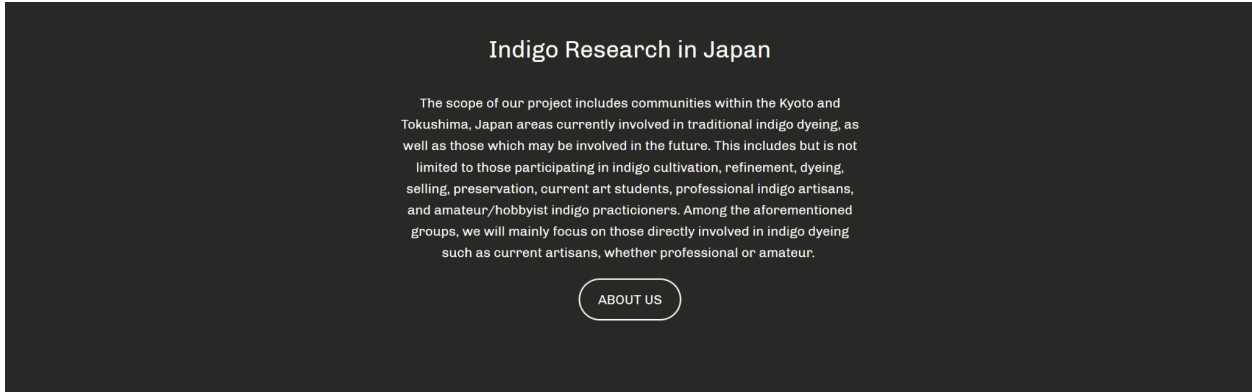 Indigo Research in Japan
The scope of our project includes communities within the Kyoto and
Tokushima, Japan areas currently involved in traditional indigo dyeing, as
well as those which may be involved in the future. This includes but is not
limited to those participating in indigo cultivation, refinement, dyeing,
selling, preservation, current art students, professional indigo artisans,
and amateur/hobbyist indigo practicioners. Among the aforementioned
groups, we will mainly focus on those directly involved in indigo dyeing
such as current artisans, whether professional or amateur.
ABOUT US